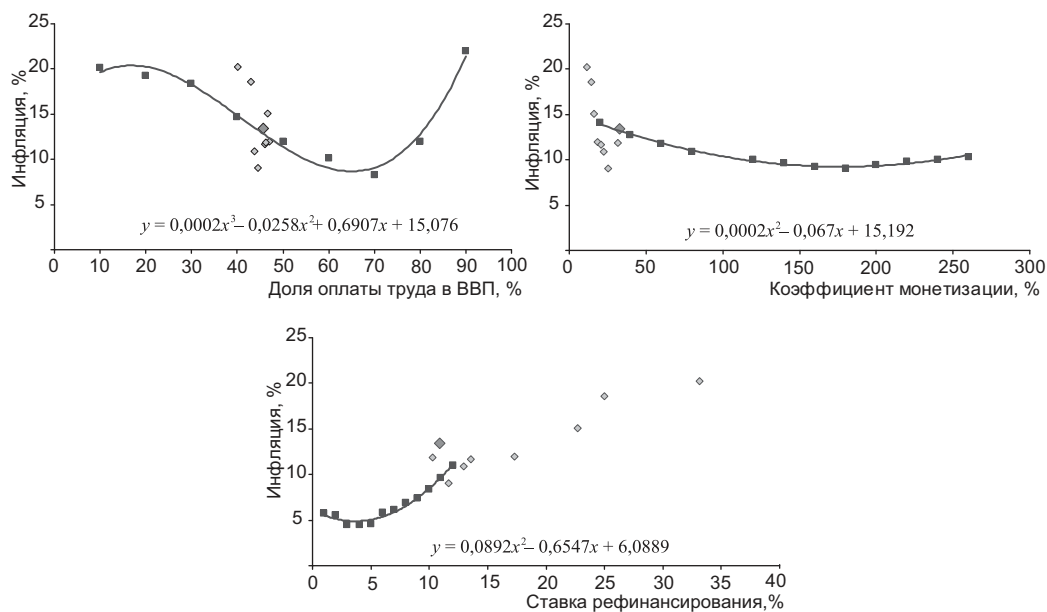 Инфляция, %
25
20
15
10
5
y = 0,0002x³– 0,0258x²+ 0,6907x + 15,076
0 10 20 30 40 50 60 70 80 90 100
Доля оплаты труда в ВВП, %
Инфляция, %
25
20
15
10
5
y = 0,0002x²– 0,067x + 15,192
0 50 100 150 200 250 300
Коэффициент монетизации, %
Инфляция, %
25
20
15
10
5
y = 0,0892x²– 0,6547x + 6,0889
0 5 10 15 20 25 30 35 40
Ставка рефинансирования,%